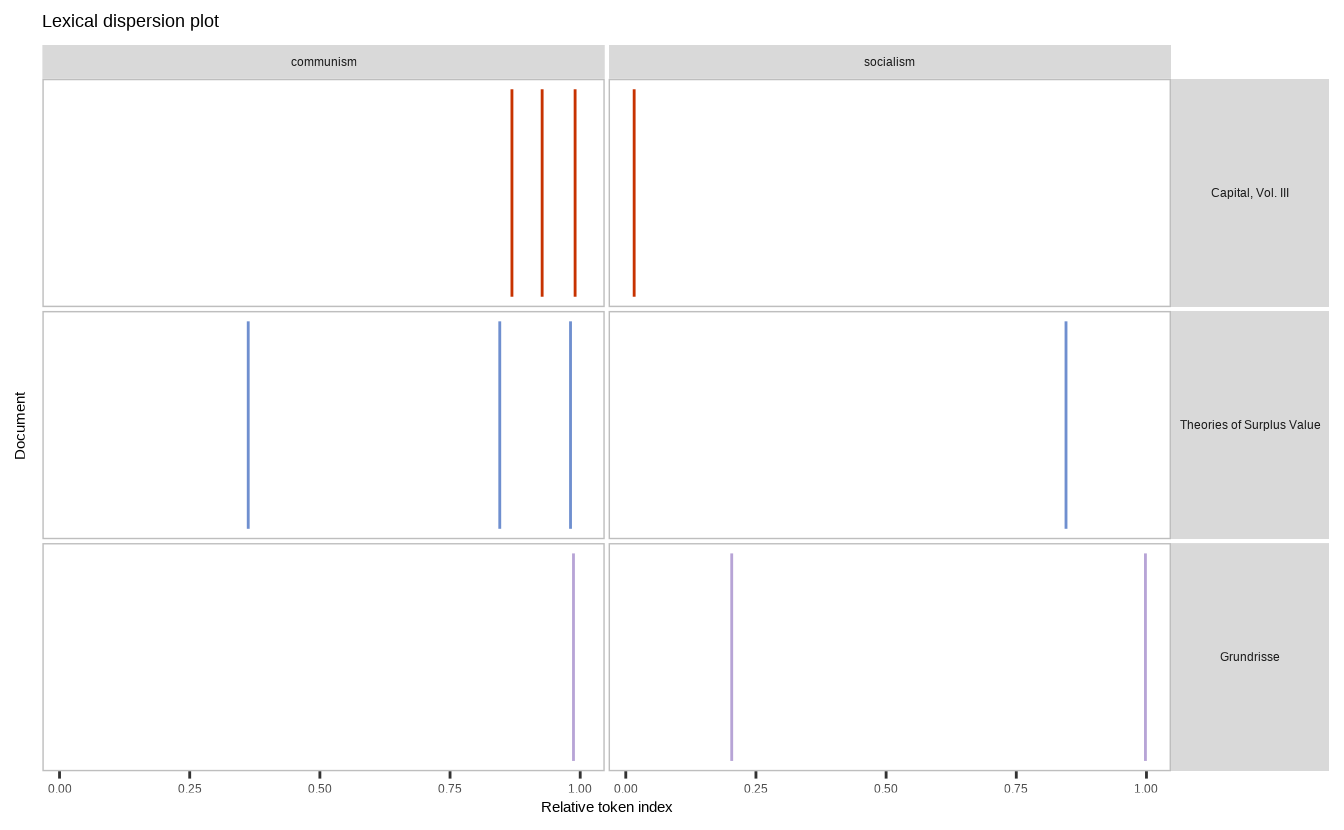 Lexical dispersion plot
communism
socialism
Capital, Vol. III
Theories of Surplus Value
Grundrisse
Document
0.00 0.25 0.50 0.75 1.00 0.00 0.25 0.50 0.75 1.00
Relative token index